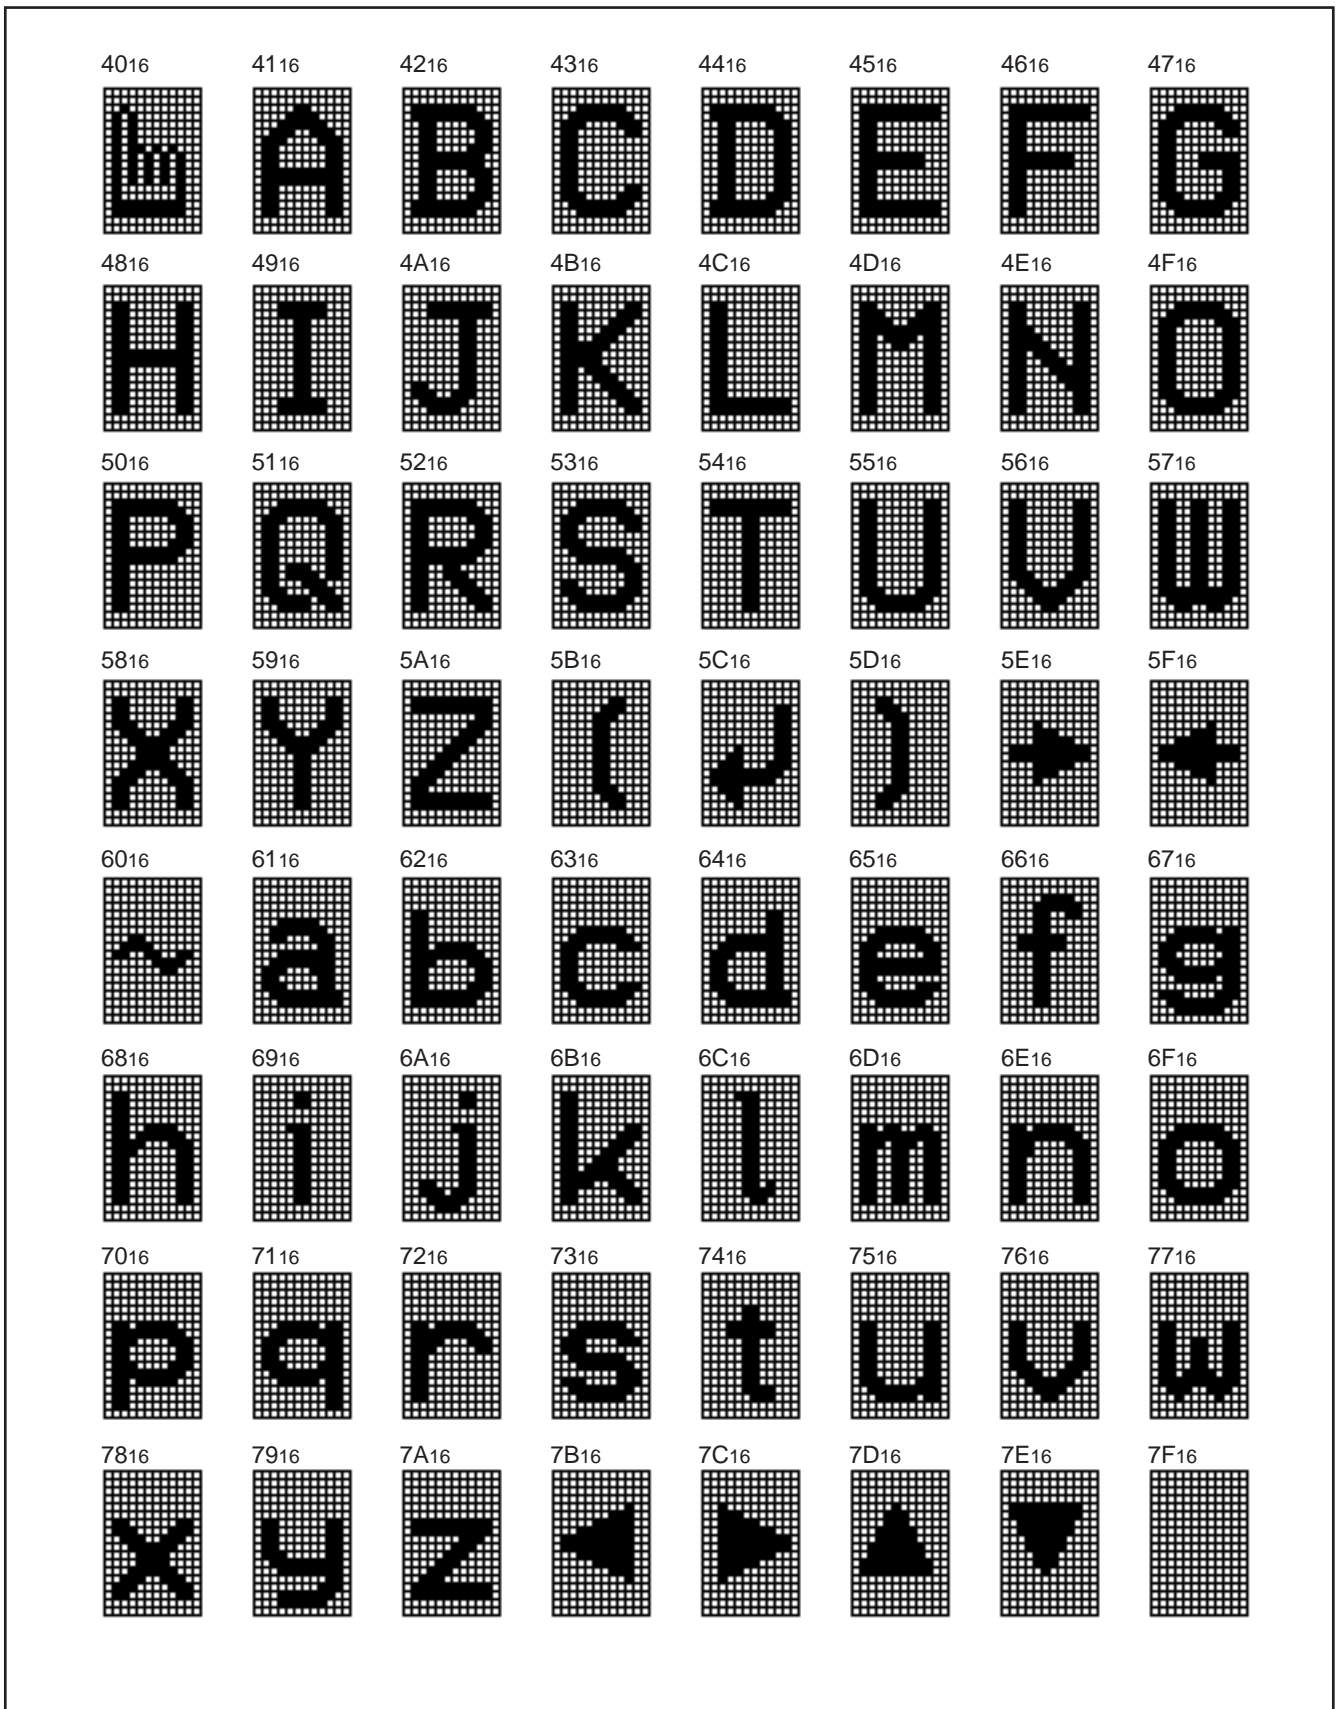 4016 4116 4216 4316 4416 4516 4616 4716
A B C D E F G
4816 4916 4A16 4B16 4C16 4D16 4E16 4F16
H I J K L M N O
5016 5116 5216 5316 5416 5516 5616 5716
P Q R S T U V W
5816 5916 5A16 5B16 5C16 5D16 5E16 5F16
X Y Z ( ↲ ) → ←
6016 6116 6216 6316 6416 6516 6616 6716
~ a b c d e f g
6816 6916 6A16 6B16 6C16 6D16 6E16 6F16
h i j k l m n o
7016 7116 7216 7316 7416 7516 7616 7716
p q r s t u v w
7816 7916 7A16 7B16 7C16 7D16 7E16 7F16
x y z ◀ ▶ ▲ ▼